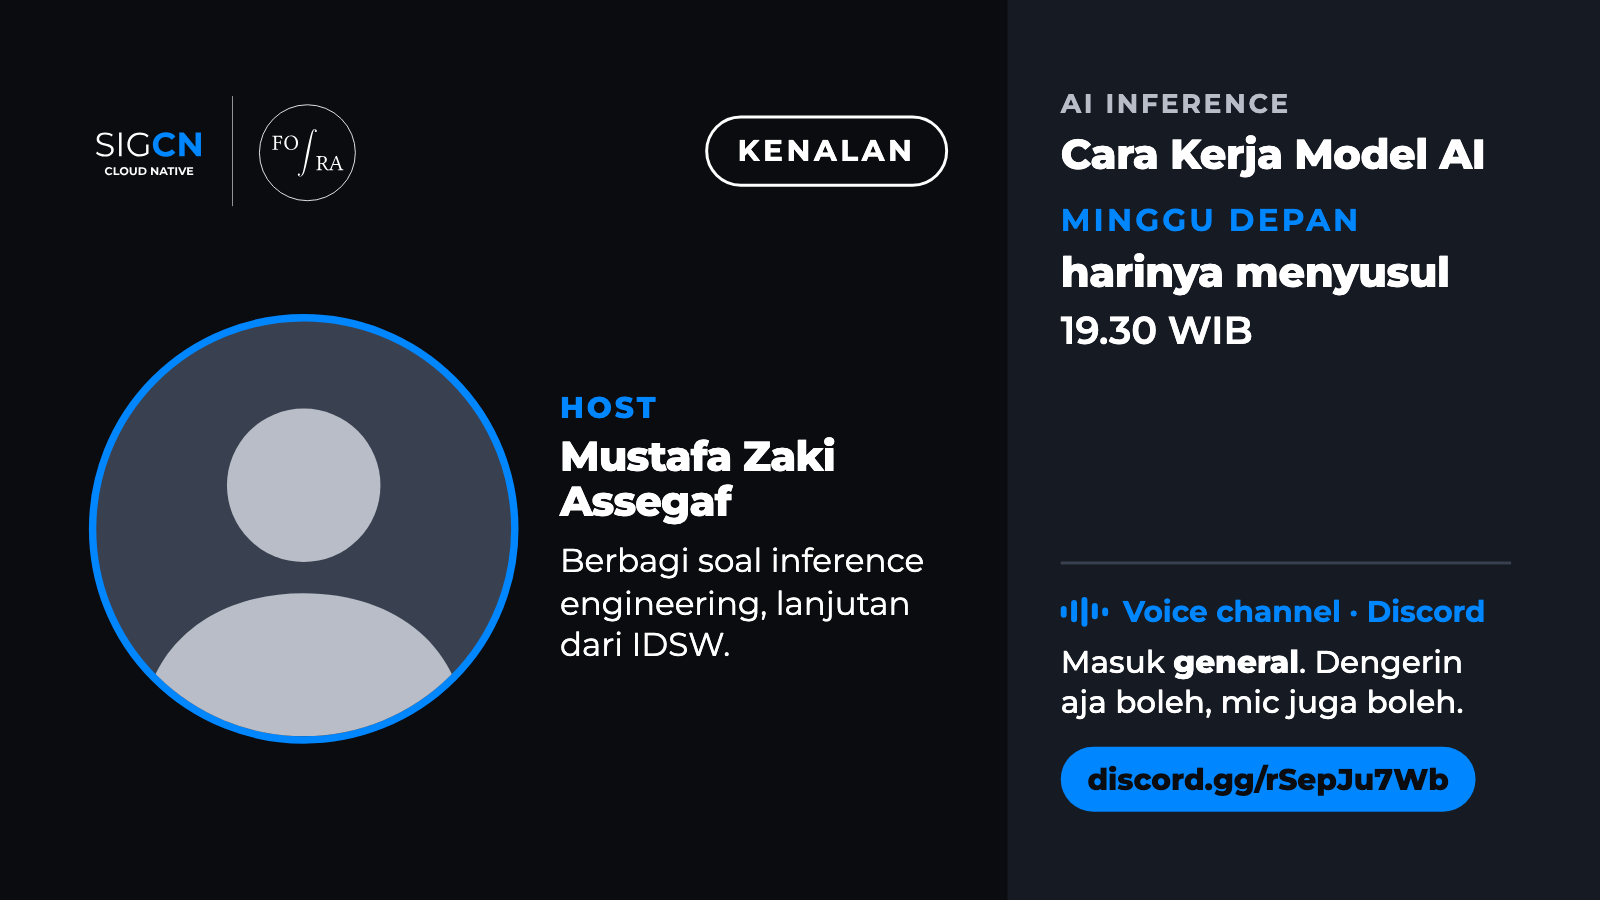 SIGCN
CLOUD NATIVE
FO
RA
KENALAN
HOST
Mustafa Zaki
Assegaf
Berbagi soal inference
engineering, lanjutan
dari IDSW.
AI INFERENCE
Cara Kerja Model AI
MINGGU DEPAN
harinya menyusul
19.30 WIB
Voice channel · Discord
Masuk general. Dengerin
aja boleh, mic juga boleh.
discord.gg/rSepJu7Wb